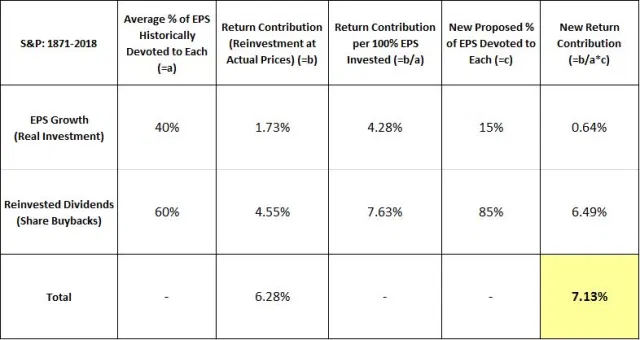 S&P: 1871-2018
Average % of EPS
Historically
Devoted to Each
(=a)
Return Contribution
(Reinvestment at
Actual Prices) (=b)
Return Contribution
per 100% EPS
Invested (=b/a)
New Proposed %
of EPS Devoted to
Each (=c)
New Return
Contribution
(=b/a*c)
EPS Growth
(Real Investment)
40%
1.73%
4.28%
15%
0.64%
Reinvested Dividends
(Share Buybacks)
60%
4.55%
7.63%
85%
6.49%
Total
-
6.28%
-
-
7.13%